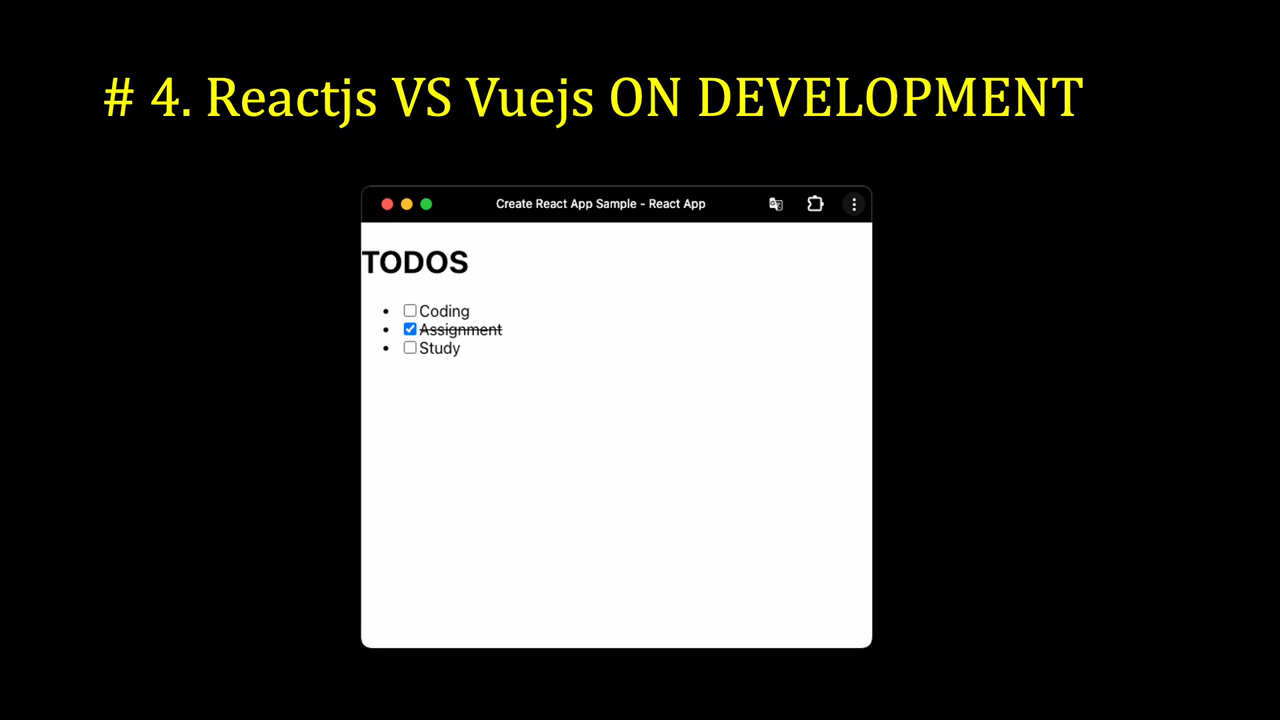 # 4. Reactjs VS Vuejs ON DEVELOPMENT
Create React App Sample - React App
TODOS
Coding
Assignment
Study